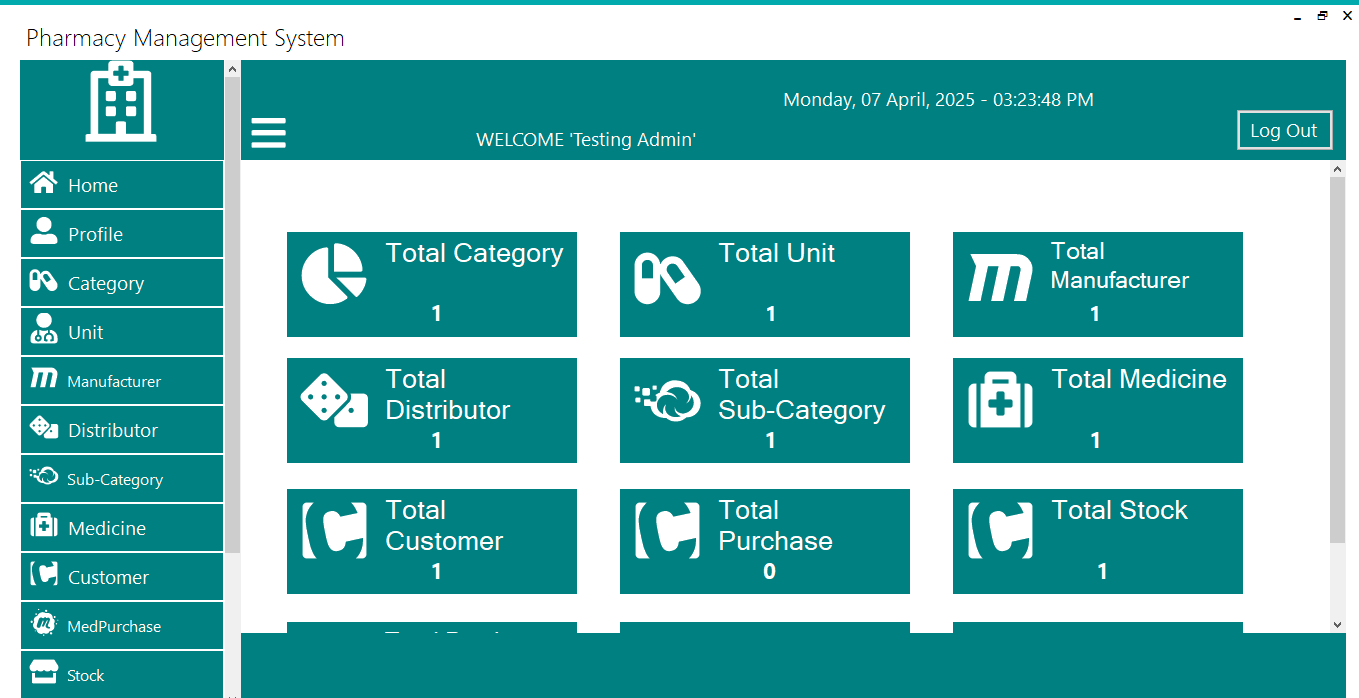 Pharmacy Management System
Monday, 07 April, 2025 - 03:23:48 PM
WELCOME 'Testing Admin'
Log Out
Home
Profile
Category
Unit
Manufacturer
Distributor
Sub-Category
Medicine
Customer
MedPurchase
Stock
Total Category
1
Total Unit
1
Total
Manufacturer
1
Total
Distributor
1
Total
Sub-Category
1
Total Medicine
1
Total
Customer
1
Total
Purchase
0
Total Stock
1